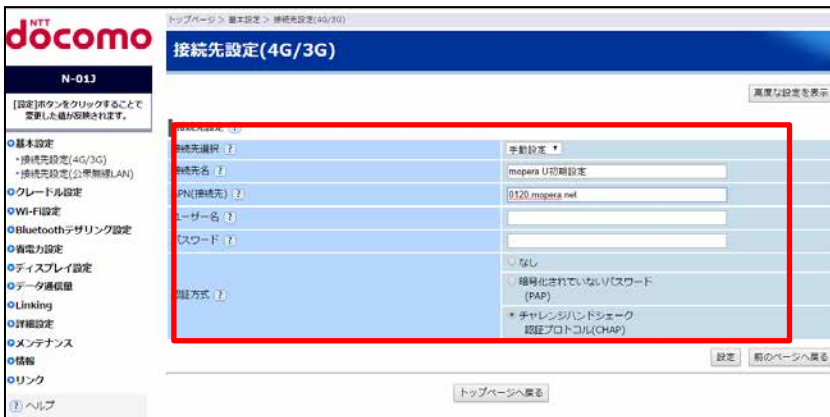 トップページ > 基本設定 > 接続先設定(4G/3G)
NTT
döcomo
接続先設定(4G/3G)
N-01J
[設定]ボタンをクリックすることで
変更した値が反映されます。
高度な設定を表示
基本設定
・接続先設定(4G/3G)
・接続先設定(公衆無線LAN)
クレードル設定
Wi-Fi設定
Bluetoothテザリング設定
省電力設定
ディスプレイ設定
データ通信量
Linking
詳細設定
メンテナンス
情報
リンク
? ヘルプ
接続先設定 ?
接続先選択 ? 手動設定
接続先名 ? mopera U初期設定
APN(接続先) ? 0120.mopera.net
ユーザー名 ?
パスワード ?
認証方式 ?
なし
暗号化されていないパスワード
(PAP)
チャレンジハンドシェーク
認証プロトコル(CHAP)
設定 前のページへ戻る
トップページへ戻る